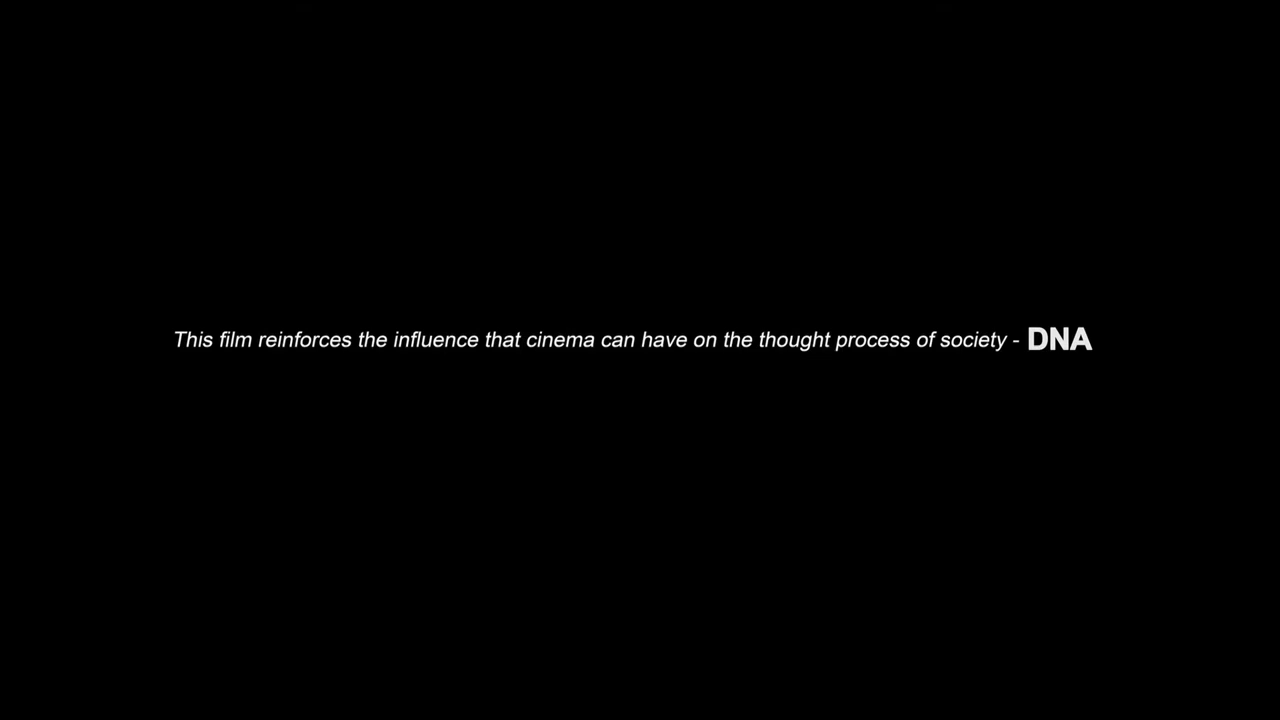 This film reinforces the influence that cinema can have on the thought process of society - DNA